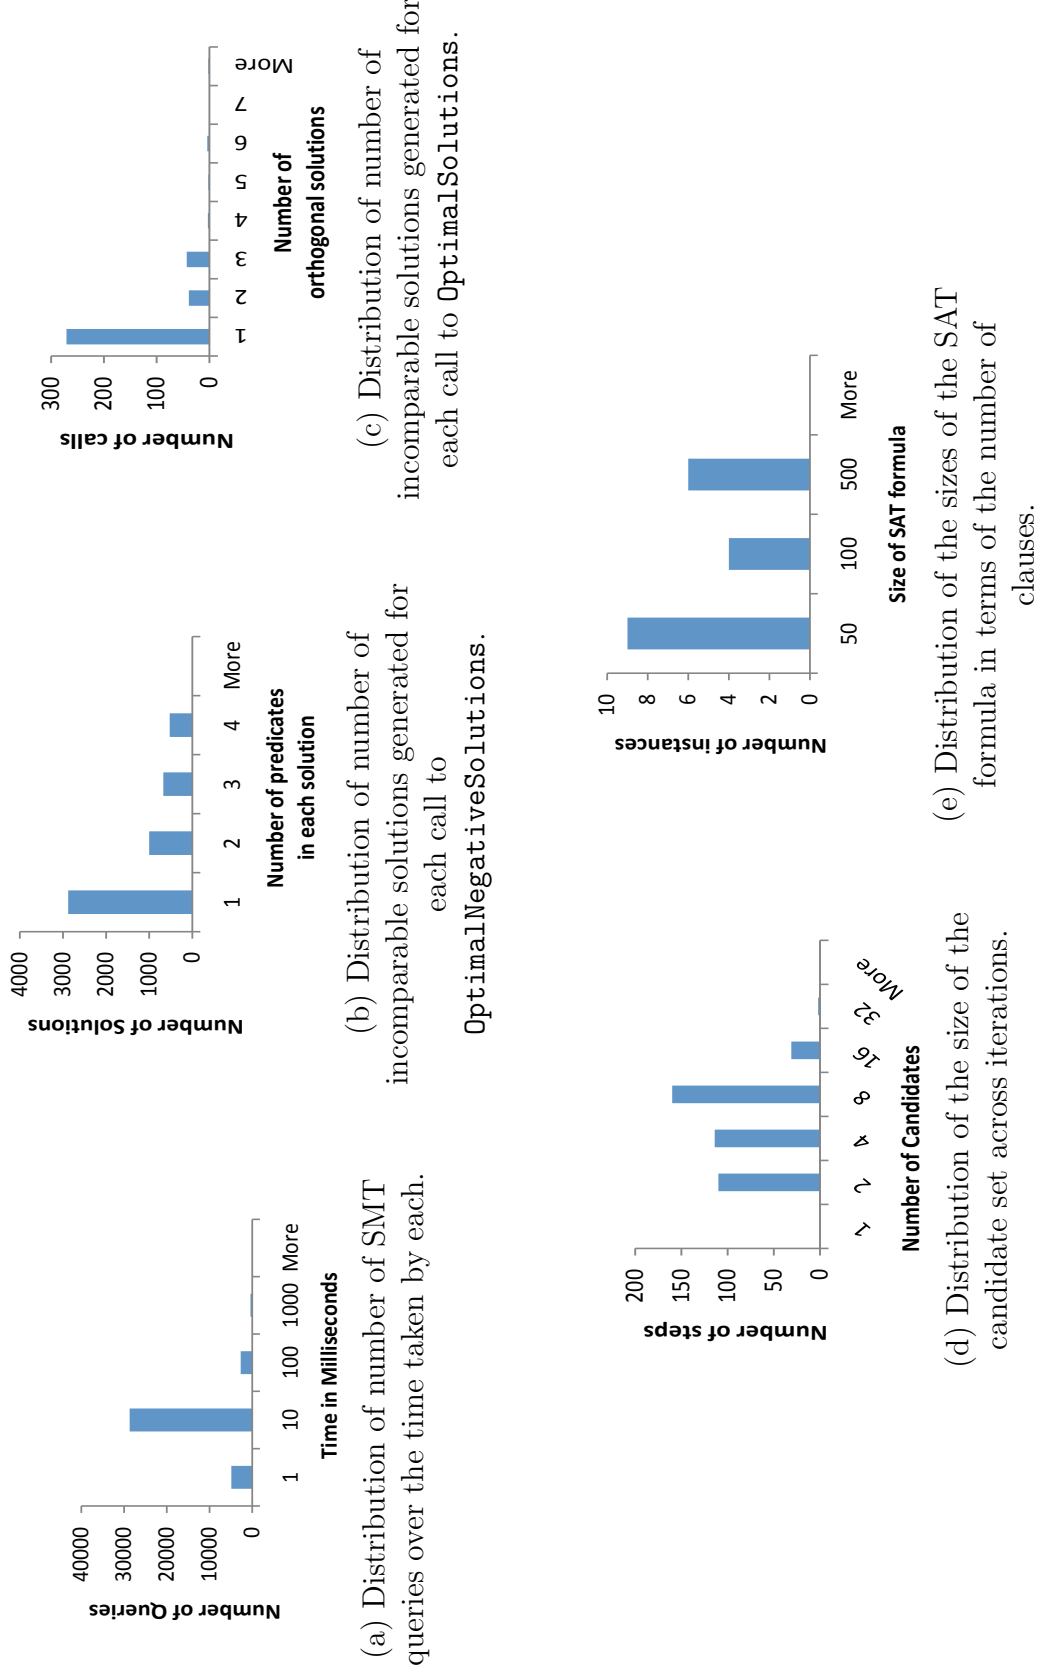 Number of Queries
40000
30000
20000
10000
0
1 10 100 1000 More
Time in Milliseconds
(a) Distribution of number of SMT
queries over the time taken by each.
Number of Solutions
4000
3000
2000
1000
0
1 2 3 4 More
Number of predicates
in each solution
(b) Distribution of number of
incomparable solutions generated for
each call to
OptimalNegativeSolutions.
Number of calls
300
200
100
0
1 2 3 4 5 6 7 More
Number of
orthogonal solutions
(c) Distribution of number of
incomparable solutions generated for
each call to OptimalSolutions.
Number of steps
200
150
100
50
0
1 2 4 8 16 32 More
Number of Candidates
(d) Distribution of the size of the
candidate set across iterations.
Number of instances
10
8
6
4
2
0
50 100 500 More
Size of SAT formula
(e) Distribution of the sizes of the SAT
formula in terms of the number of
clauses.